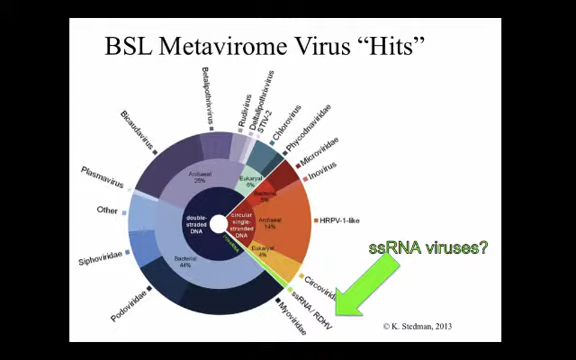 BSL Metavirome Virus “Hits”
Betalipothrixvirus
Rudivirus
Deltalipothrixvirus
STIV-2
Chlorovirus
Phycodnaviridae
Microviridae
Inovirus
HRPV-1-like
ssRNA viruses?
Circoviridae
ssRNA / RDHV
Myoviridae
Podoviridae
Siphoviridae
Other
Plasmavirus
Bicaudavirus
Archaeal
25%
Eukaryal
6%
Bacterial
5%
Archaeal
14%
Eukaryal
4%
Bacterial
44%
double-
straded
DNA
circular
single-
stranded
DNA
© K. Stedman, 2013